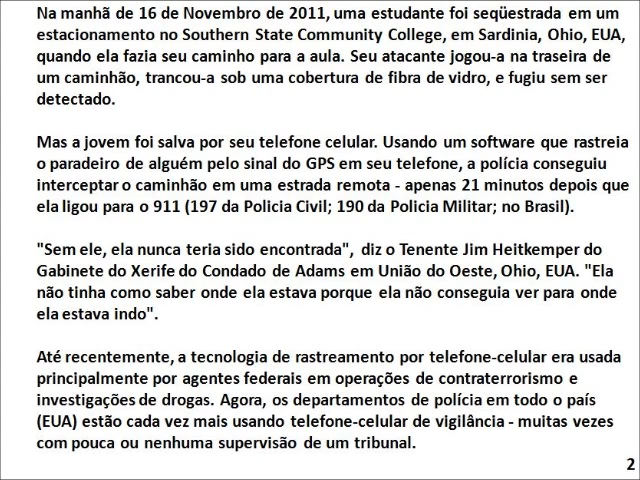 Na manhã de 16 de Novembro de 2011, uma estudante foi seqüestrada em um
estacionamento no Southern State Community College, em Sardinia, Ohio, EUA,
quando ela fazia seu caminho para a aula. Seu atacante jogou-a na traseira de
um caminhão, trancou-a sob uma cobertura de fibra de vidro, e fugiu sem ser
detectado.
Mas a jovem foi salva por seu telefone celular. Usando um software que rastreia
o paradeiro de alguém pelo sinal do GPS em seu telefone, a polícia conseguiu
interceptar o caminhão em uma estrada remota - apenas 21 minutos depois que
ela ligou para o 911 (197 da Policia Civil; 190 da Policia Militar; no Brasil).
"Sem ele, ela nunca teria sido encontrada", diz o Tenente Jim Heitkemper do
Gabinete do Xerife do Condado de Adams em União do Oeste, Ohio, EUA. "Ela
não tinha como saber onde ela estava porque ela não conseguia ver para onde
ela estava indo".
Até recentemente, a tecnologia de rastreamento por telefone-celular era usada
principalmente por agentes federais em operações de contraterrorismo e
investigações de drogas. Agora, os departamentos de polícia em todo o país
(EUA) estão cada vez mais usando telefone-celular de vigilância - muitas vezes
com pouca ou nenhuma supervisão de um tribunal.
2